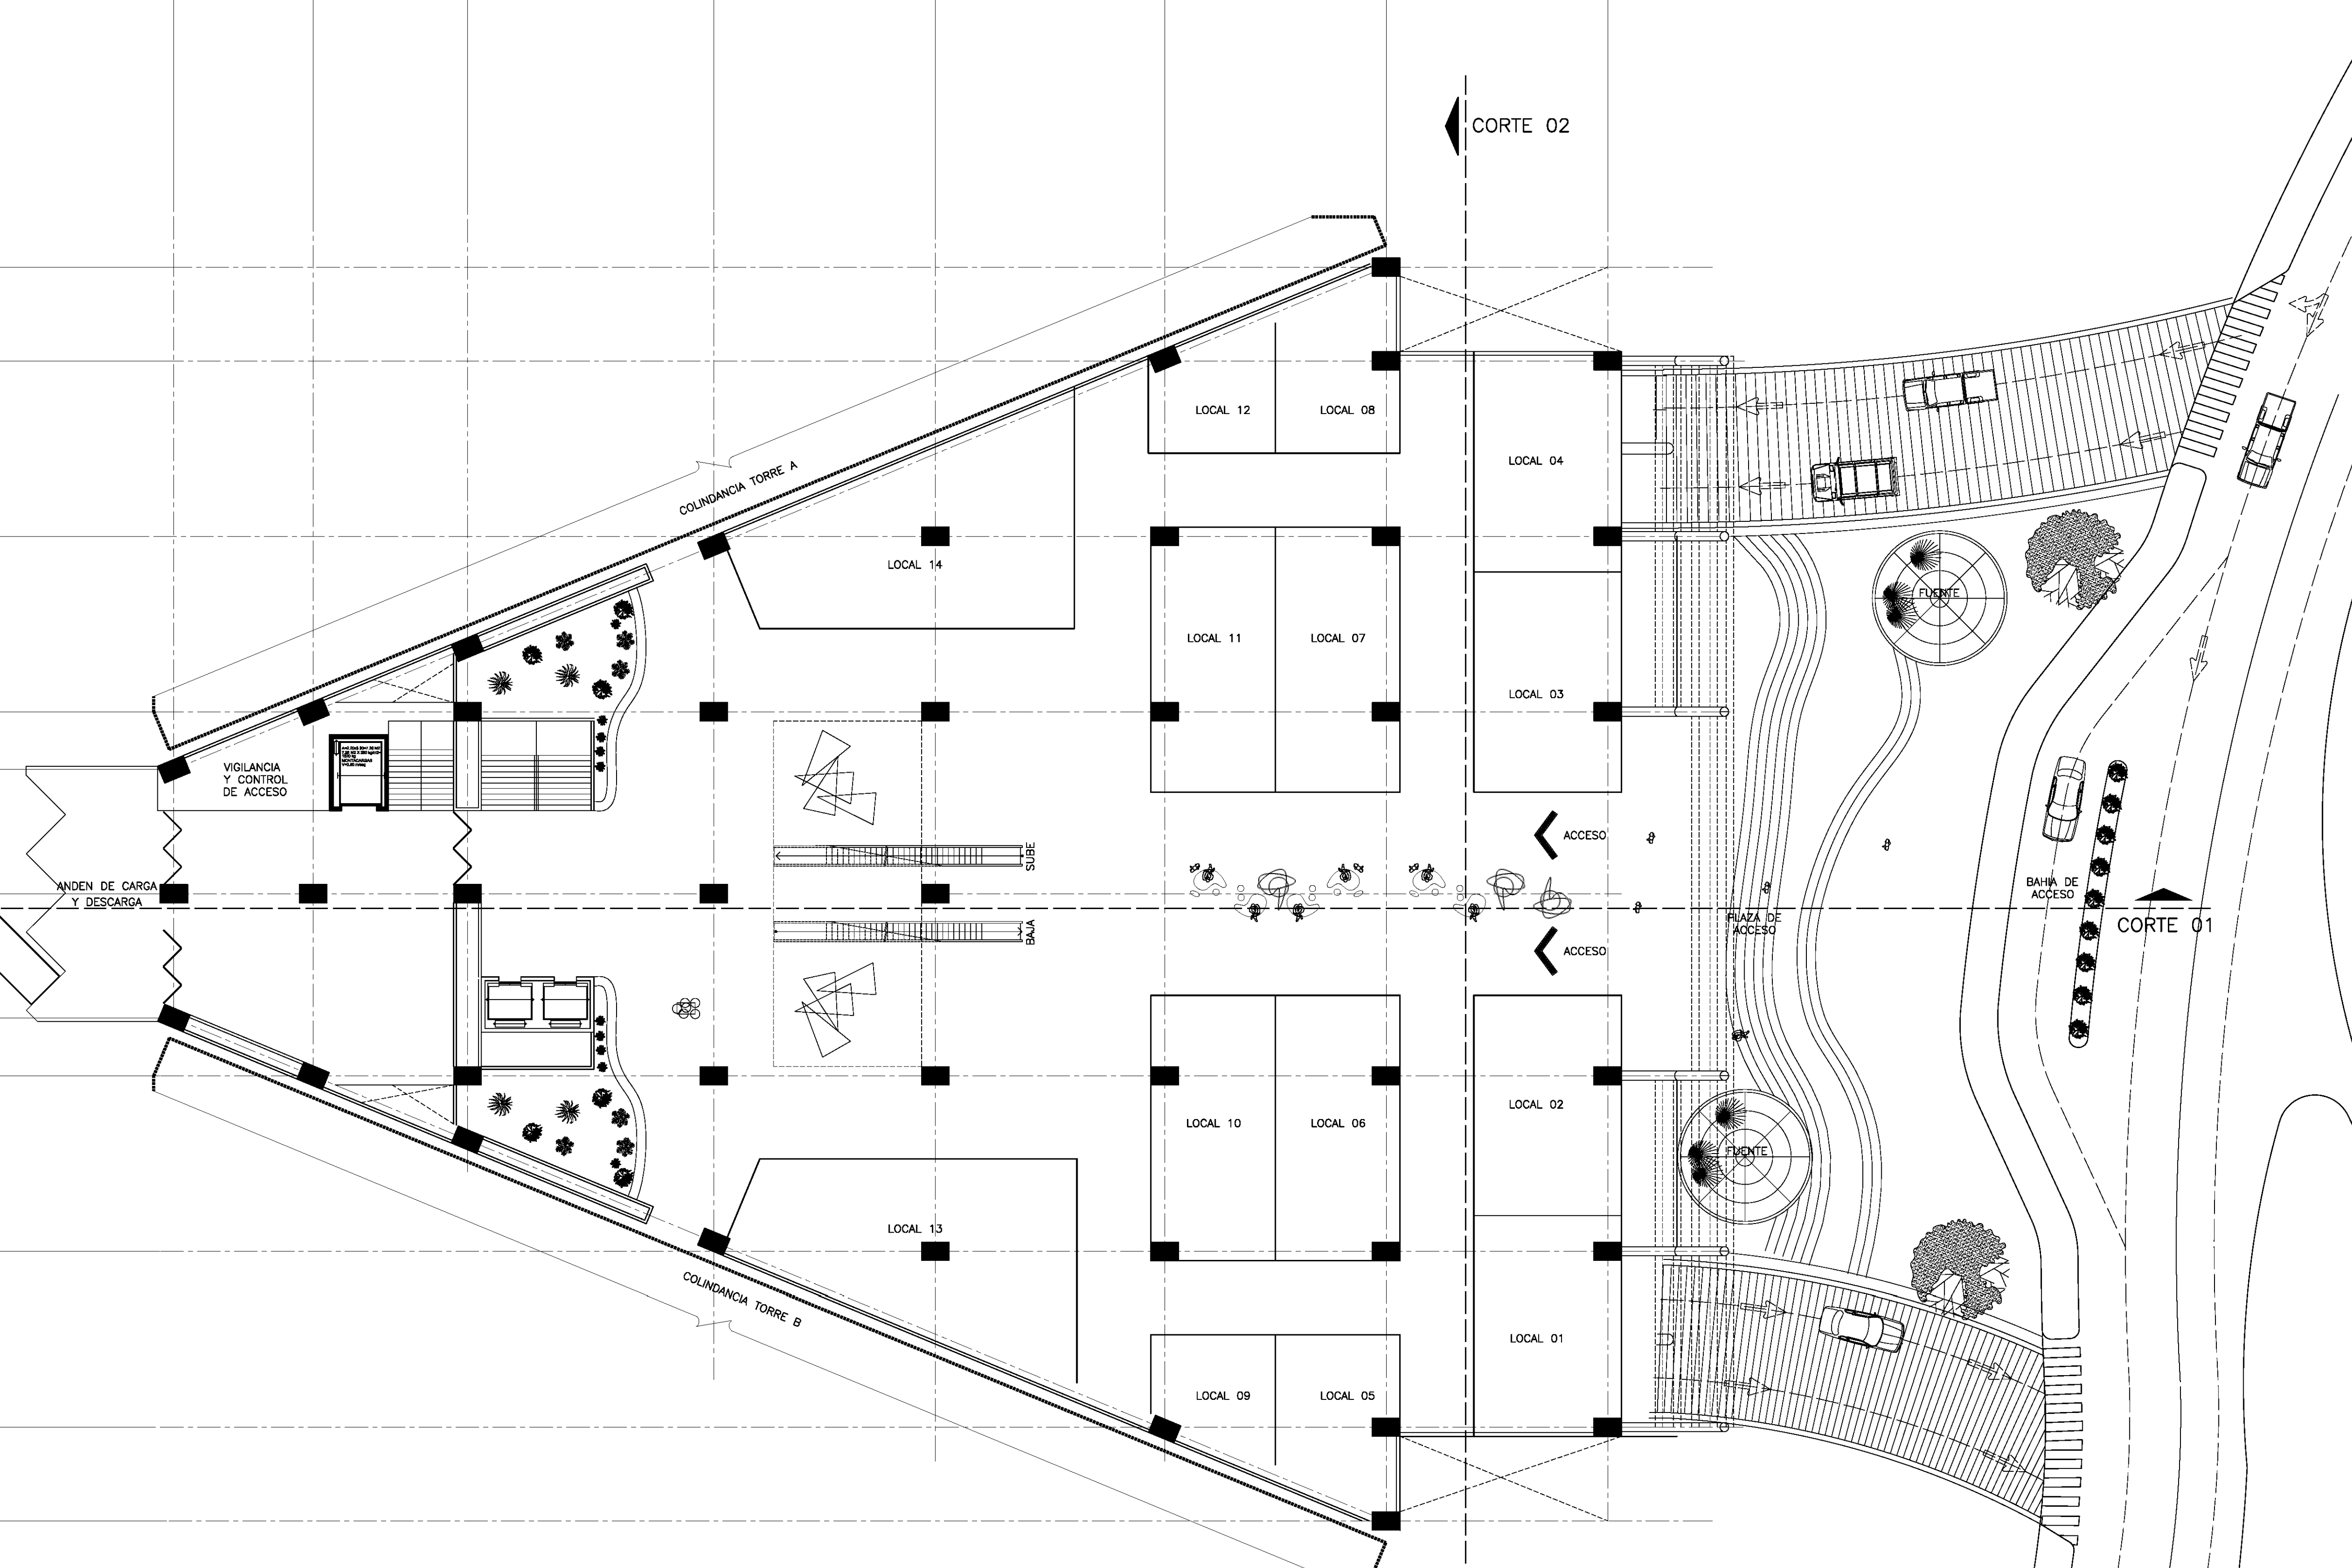 CORTE 02
COLINDANCIA TORRE A
LOCAL 12
LOCAL 08
LOCAL 04
LOCAL 14
FUENTE
LOCAL 11
LOCAL 07
LOCAL 03
MONTACARGAS
VIGILANCIA
Y CONTROL
DE ACCESO
ACCESO
SUBE
ANDEN DE CARGA
Y DESCARGA
BAHIA DE
ACCESO
PLAZA DE
ACCESO
CORTE 01
BAJA
ACCESO
LOCAL 10
LOCAL 06
LOCAL 02
FUENTE
LOCAL 13
COLINDANCIA TORRE B
LOCAL 09
LOCAL 05
LOCAL 01